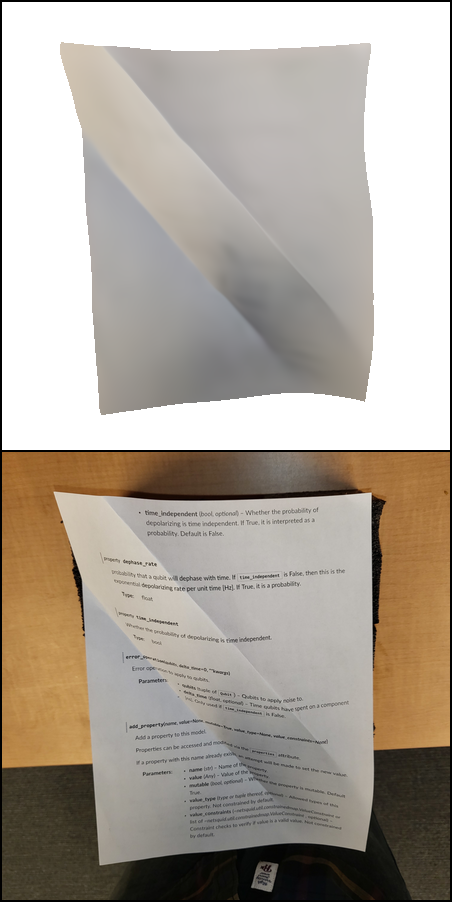 • time_independent (bool, optional) – Whether the probability of
depolarizing is time independent. If True, it is interpreted as a
probability. Default is False.
property dephase_rate
probability that a qubit will dephase with time. If time_independent is False, then this is the
exponential depolarizing rate per unit time [Hz]. If True, it is a probability.
Type: float
property time_independent
Whether the probability of depolarizing is time independent.
Type: bool
error_operation(qubits, delta_time=0, **kwargs)
Error operation to apply to qubits.
Parameters: • qubits (tuple of Qubit) – Qubits to apply noise to.
• delta_time (float, optional) – Time qubits have spent on a component
Only used if time_independent is False.
add_property(name, value=None, mutable=True, value_type=None, value_constraints=None)
Add a property to this model.
Properties can be accessed and modified via the properties attribute.
If a property with this name already exists, an attempt will be made to set the new value.
Parameters: • name (str) – Name of the property.
• value (Any) – Value of the property.
• mutable (bool, optional) – Whether the property is mutable. Default
True.
• value_type (type or tuple thereof, optional) – Allowed types of this
property. Not constrained by default.
• value_constraints (~netsquid.util.constrainedmap.ValueConstraint, optional) –
list of ~netsquid.util.constrainedmap.ValueConstraint, optional) –
Constraint checks to verify if value is a valid value. Not constrained
by default.